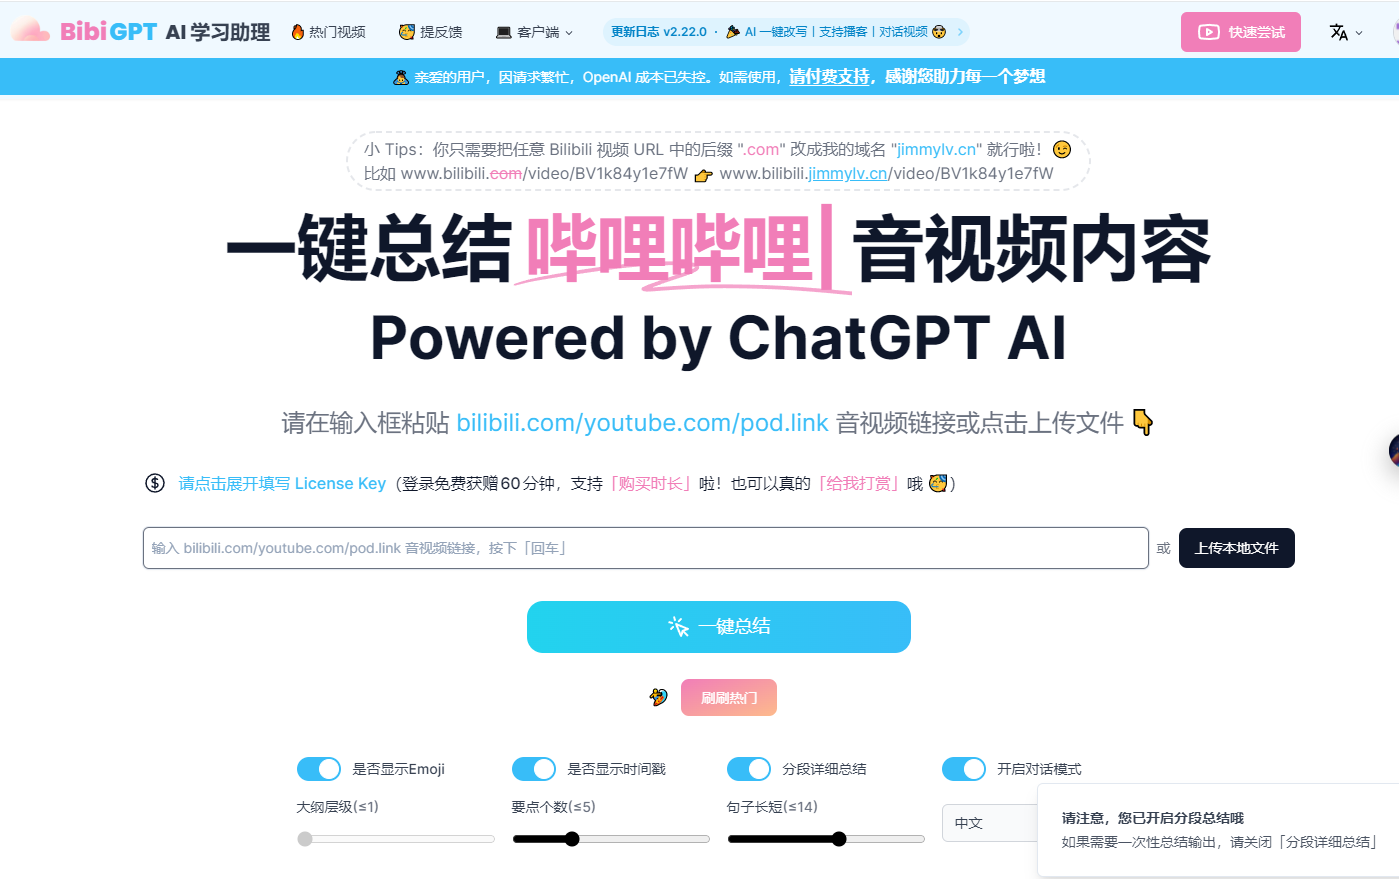 BibiGPT AI 学习助理
🔥 热门视频
提反馈
客户端
更新日志 v2.22.0 · 🎉 AI 一键改写 | 支持播客 | 对话视频 🤯
快速尝试
亲爱的用户，因请求繁忙，OpenAI 成本已失控。如需使用，请付费支持，感谢您助力每一个梦想
小 Tips：你只需要把任意 Bilibili 视频 URL 中的后缀 ".com" 改成我的域名 "jimmylv.cn" 就行啦！😉
比如 www.bilibili.com/video/BV1k84y1e7fW 👉 www.bilibili.jimmylv.cn/video/BV1k84y1e7fW
一键总结 哔哩哔哩| 音视频内容
Powered by ChatGPT AI
请在输入框粘贴 bilibili.com/youtube.com/pod.link 音视频链接或点击上传文件 👇
请点击展开填写 License Key（登录免费获赠60分钟，支持「购买时长」啦！也可以真的「给我打赏」哦 🥰）
输入 bilibili.com/youtube.com/pod.link 音视频链接，按下「回车」
或
上传本地文件
一键总结
刷刷热门
是否显示Emoji
是否显示时间戳
分段详细总结
开启对话模式
大纲层级(≤1)
要点个数(≤5)
句子长短(≤14)
中文
请注意，您已开启分段总结哦
如果需要一次性总结输出，请关闭「分段详细总结」